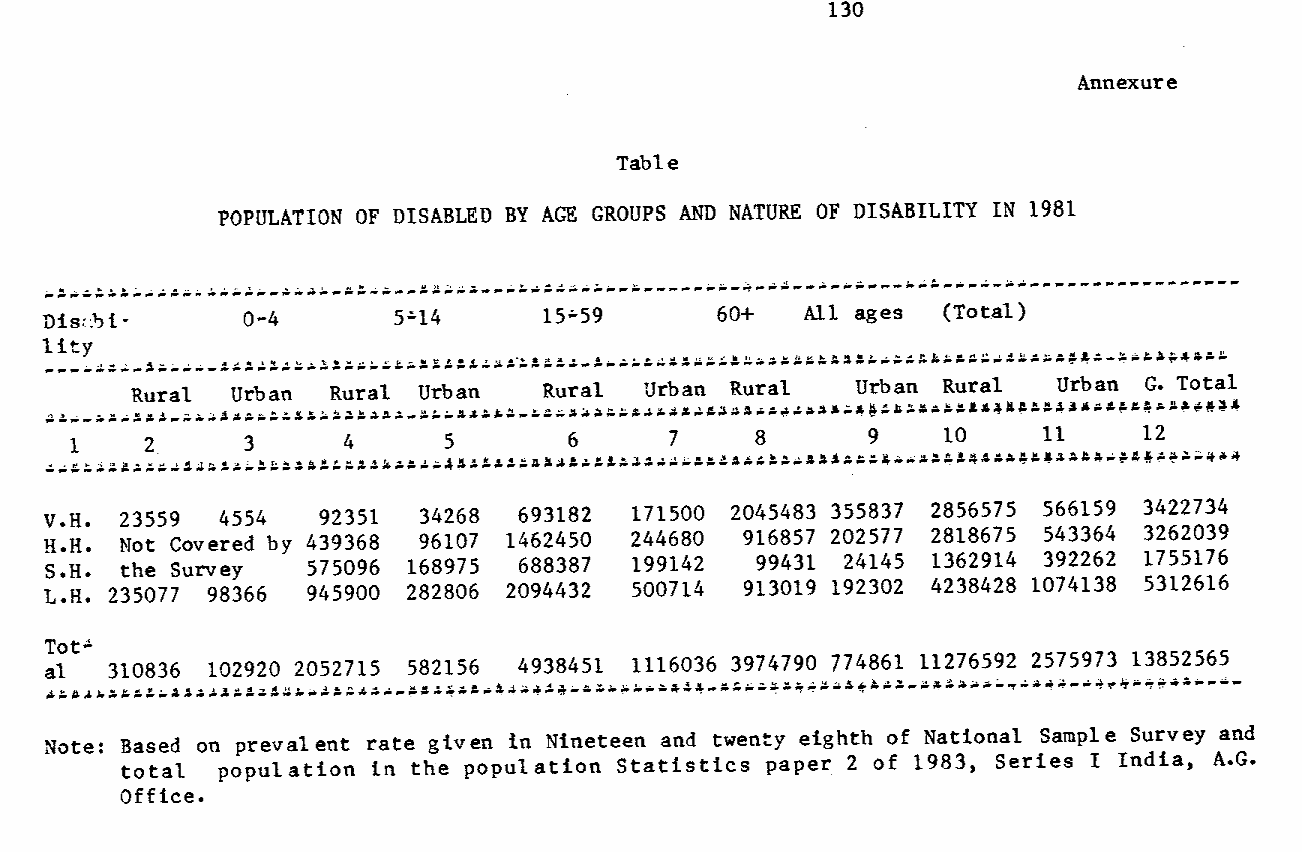 130
Annexure
Table
POPULATION OF DISABLED BY AGE GROUPS AND NATURE OF DISABILITY IN 1981
Disabi- 0-4 5-14 15-59 60+ All ages (Total)
lity
Rural Urban Rural Urban Rural Urban Rural Urban Rural Urban G. Total
1 2 3 4 5 6 7 8 9 10 11 12
V.H. 23559 4554 92351 34268 693182 171500 2045483 355837 2856575 566159 3422734
H.H. Not Covered by 439368 96107 1462450 244680 916857 202577 2818675 543364 3262039
S.H. the Survey 575096 168975 688387 199142 99431 24145 1362914 392262 1755176
L.H. 235077 98366 945900 282806 2094432 500714 913019 192302 4238428 1074138 5312616
Tot-
al 310836 102920 2052715 582156 4938451 1116036 3974790 774861 11276592 2575973 13852565
Note: Based on prevalent rate given in Nineteen and twenty eighth of National Sample Survey and
total population in the population Statistics paper 2 of 1983, Series I India, A.G.
Office.